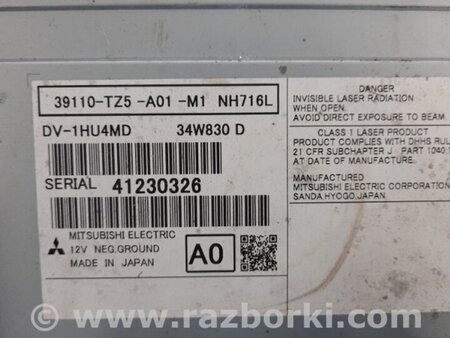 39110-TZ5 -A01 -M1 NH716L
DV-1HU4MD 34W830 D
SERIAL 41230326
MITSUBISHI ELECTRIC
12V NEG.GROUND
MADE IN JAPAN
A0
DANGER
INVISIBLE LASER RADIATION
WHEN OPEN.
AVOID DIRECT EXPOSURE TO BEAM
CLASS 1 LASER PRODUCT
PRODUCT COMPLIES WITH DHHS RUL
21 CFR SUBCHAPTER J PART 1040.
AT DATE OF MANUFACTURE.
MANUFACTURED
MITSUBISHI ELECTRIC CORPORATION
SANDA,HYOGO,JAPAN
www.razborki.com